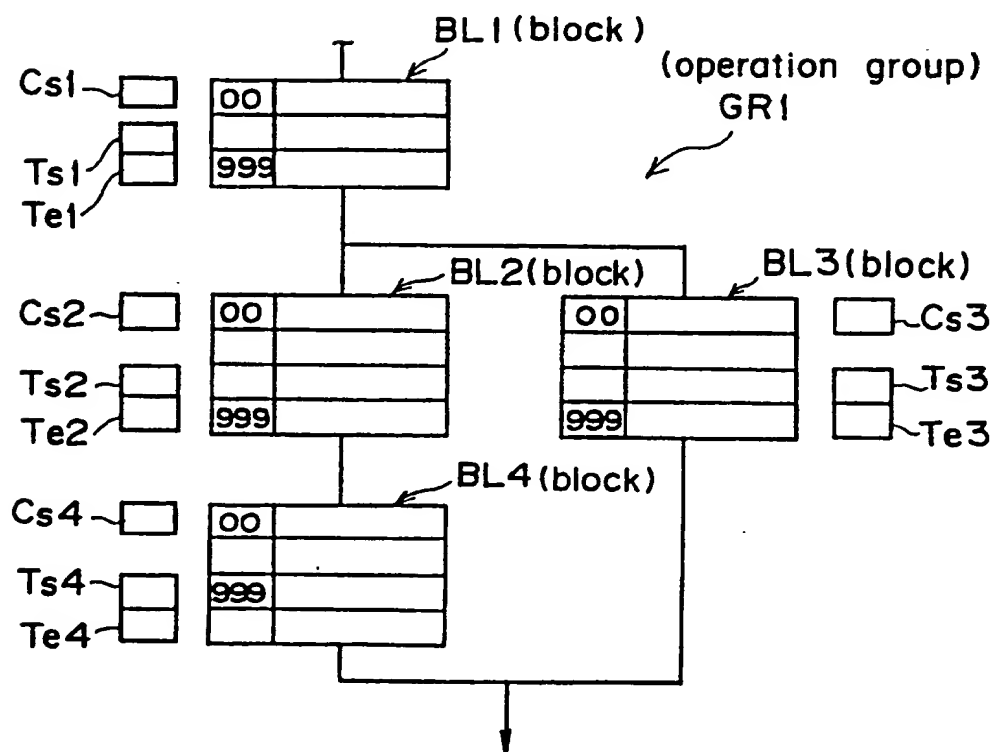 BL1 (block)
(operation group)
GR1
Cs1
00
Ts1
999
Te1
BL2 (block)
BL3 (block)
Cs2
00
00
Cs3
Ts2
Ts3
Te2
999
999
Te3
BL4 (block)
Cs4
00
Ts4
999
Te4